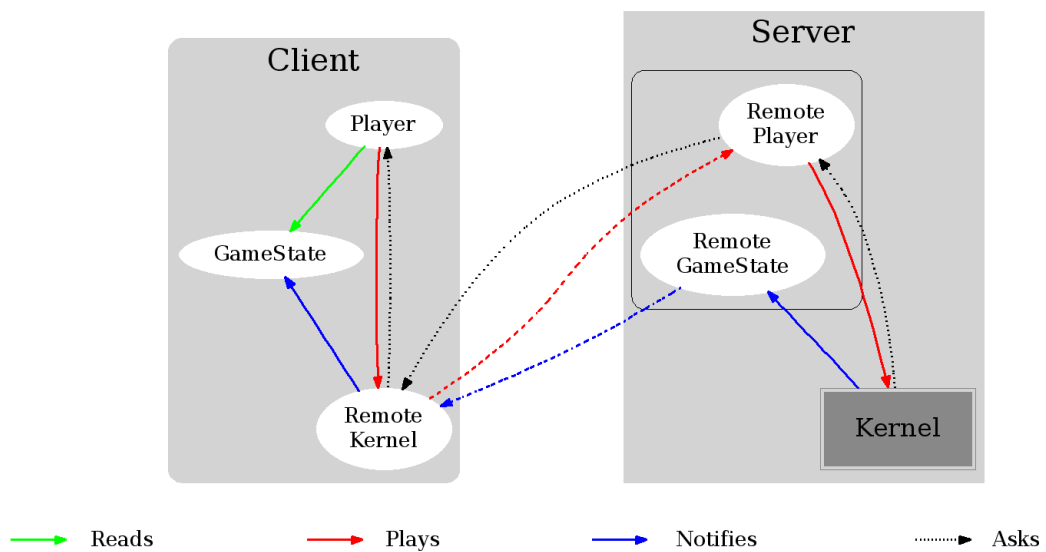 Client
Server
Player
Remote
Player
GameState
Remote
GameState
Remote
Kernel
Kernel
Reads
Plays
Notifies
Asks